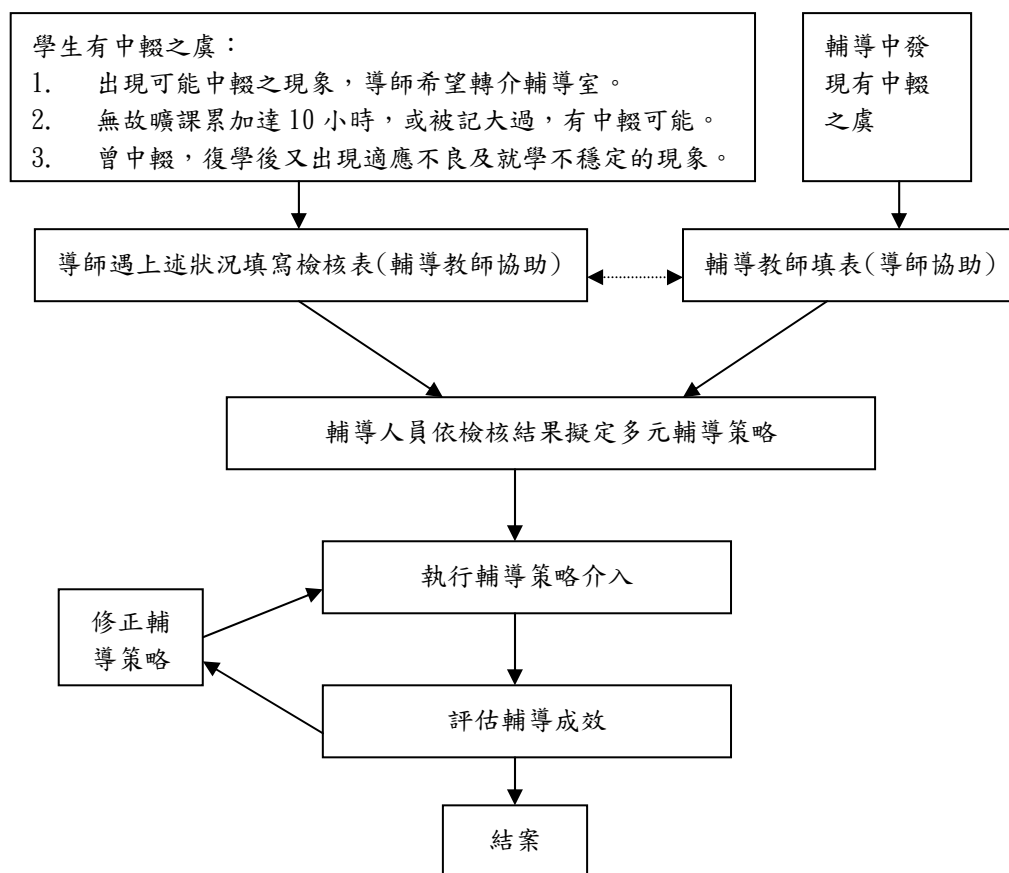 學生有中輟之虞：
1. 出現可能中輟之現象，導師希望轉介輔導室。
2. 無故曠課累加達 10 小時，或被記大過，有中輟可能。
3. 曾中輟，復學後又出現適應不良及就學不穩定的現象。
輔導中發
現有中輟
之虞
導師遇上述狀況填寫檢核表(輔導教師協助)
輔導教師填表(導師協助)
輔導人員依檢核結果擬定多元輔導策略
執行輔導策略介入
修正輔
導策略
評估輔導成效
結案